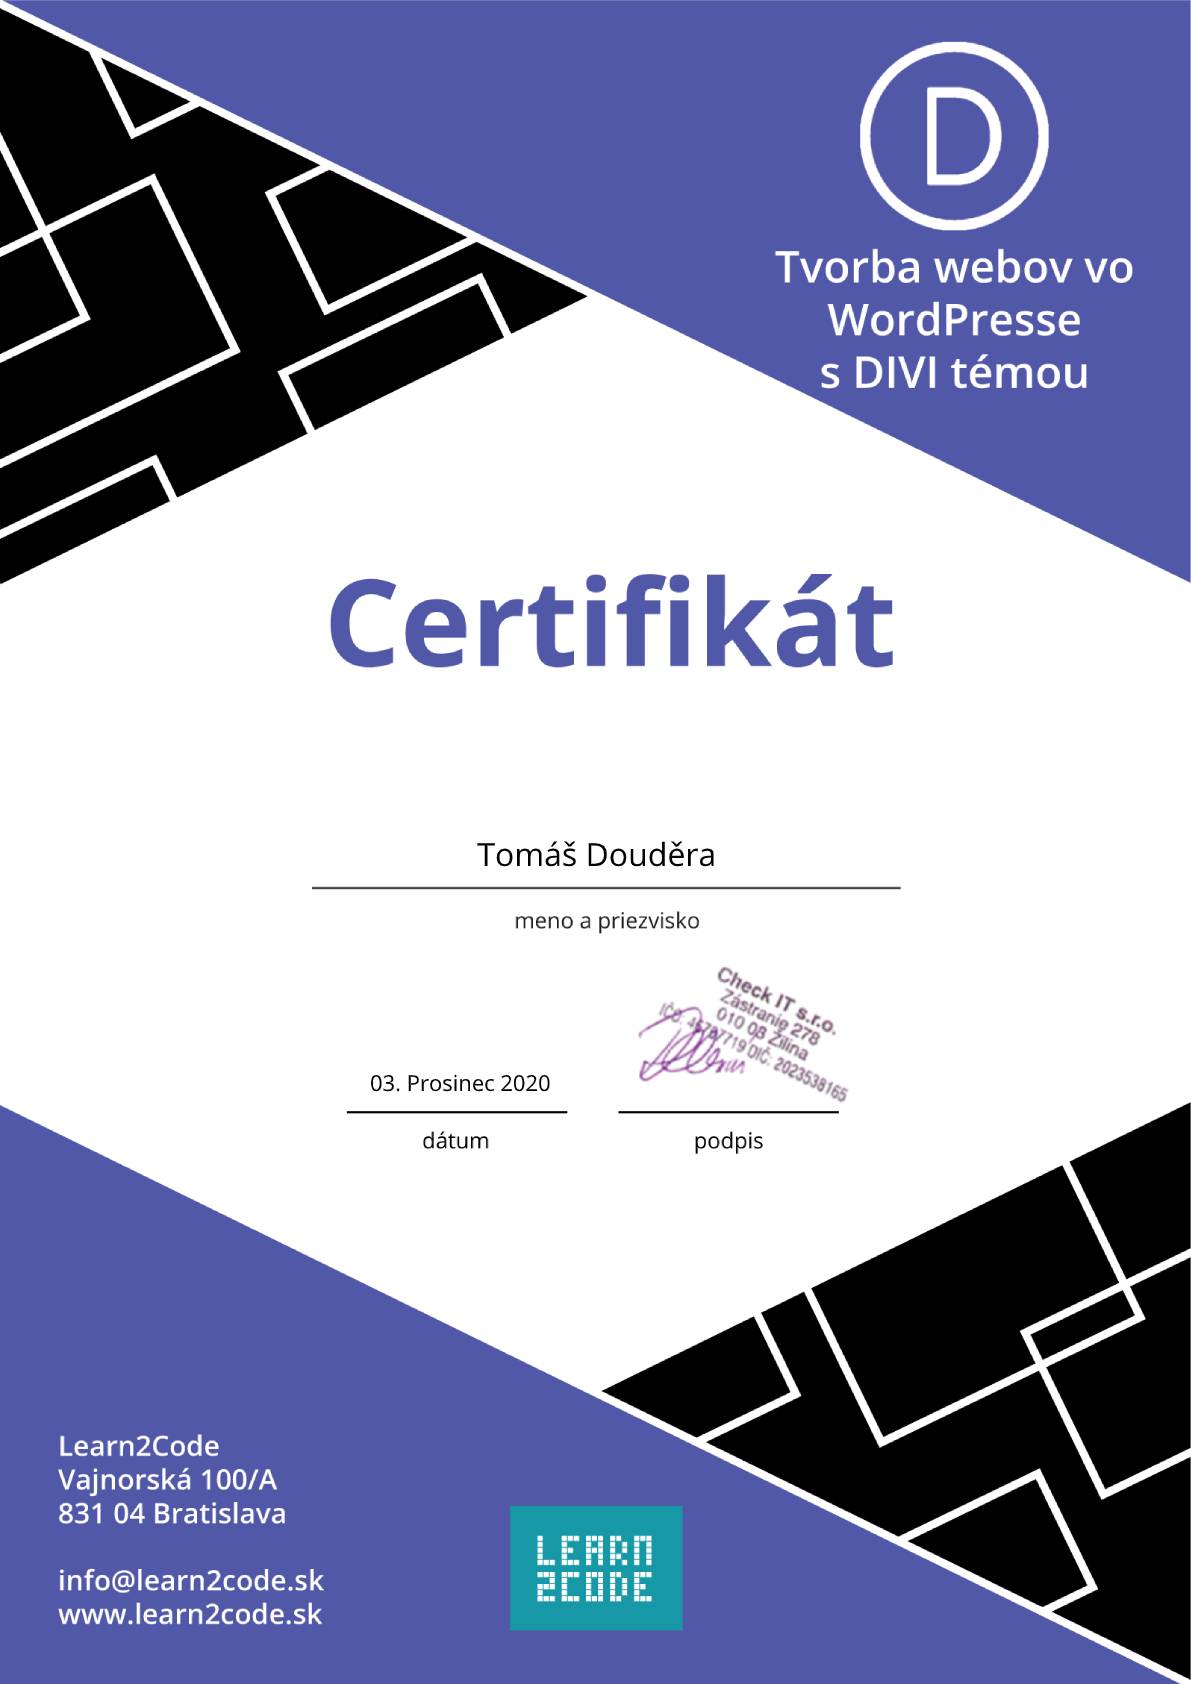 D
Tvorba webov vo
WordPresse
s DIVI témou
Certifikát
Tomáš Douděra
meno a priezvisko
Check IT s.r.o.
Zástranie 278
010 08 Žilina
IČO: DIČ: 2023538165
03. Prosinec 2020
dátum
podpis
Learn2Code
Vajnorská 100/A
831 04 Bratislava
info@learn2code.sk
www.learn2code.sk
LEARN
2CODE